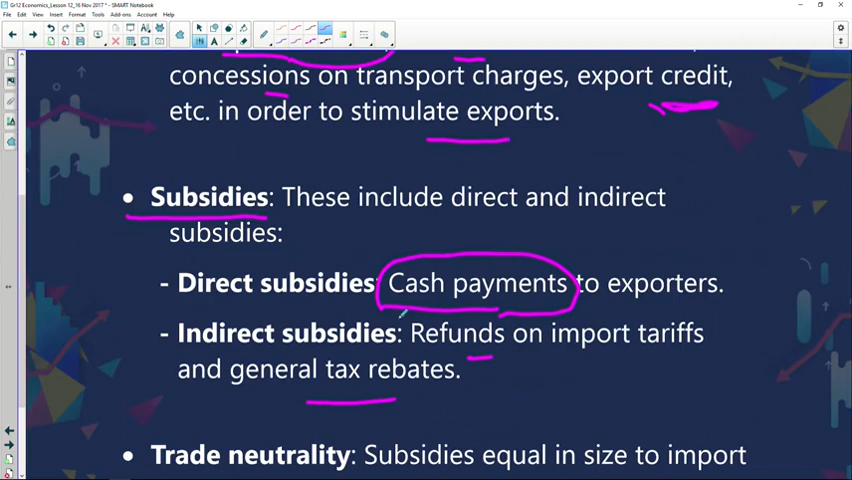 Gr12 Economics_Lesson 12_16 Nov 2017 * - SMART Notebook
File Edit View Insert Format Tools Add-ons Account Help
concessions on transport charges, export credit,
etc. in order to stimulate exports.
• Subsidies: These include direct and indirect
subsidies:
- Direct subsidies: Cash payments to exporters.
- Indirect subsidies: Refunds on import tariffs
and general tax rebates.
• Trade neutrality: Subsidies equal in size to import